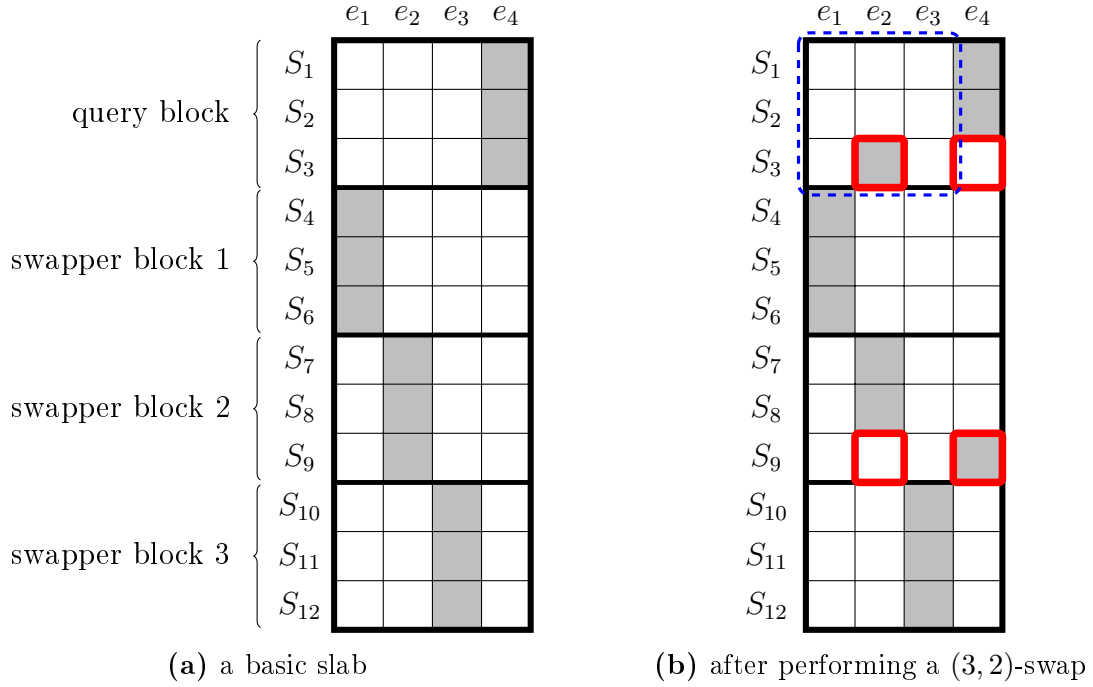 e₁ e₂ e₃ e₄
query block
S₁
S₂
S₃
swapper block 1
S₄
S₅
S₆
swapper block 2
S₇
S₈
S₉
swapper block 3
S₁₀
S₁₁
S₁₂
(a) a basic slab
e₁ e₂ e₃ e₄
S₁
S₂
S₃
S₄
S₅
S₆
S₇
S₈
S₉
S₁₀
S₁₁
S₁₂
(b) after performing a (3, 2)-swap